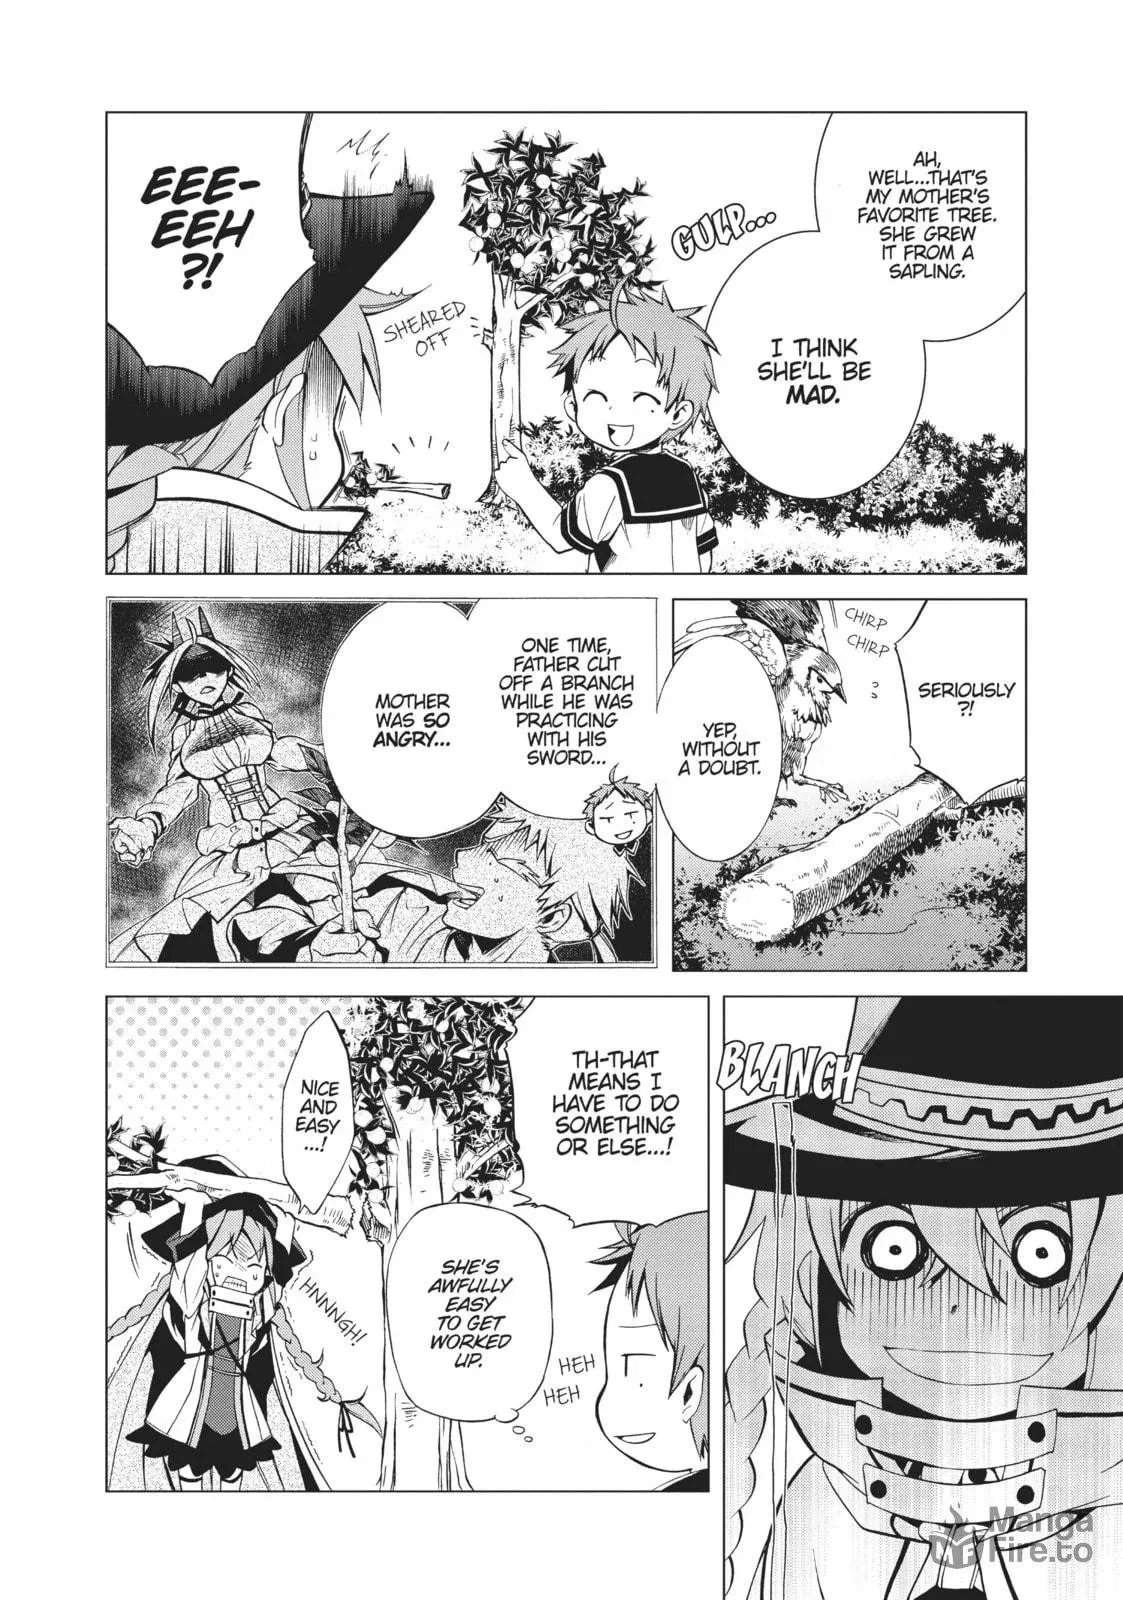 AH,
WELL...THAT'S
MY MOTHER'S
FAVORITE TREE.
SHE GREW
IT FROM A
SAPLING.
I THINK
SHE'LL BE
MAD.
GULP...
SHEARED
OFF
EEE-
EEH
?!
SERIOUSLY
?!
CHIRP
CHIRP
YEP,
WITHOUT
A DOUBT.
ONE TIME,
FATHER CUT
OFF A BRANCH
WHILE HE WAS
PRACTICING
WITH HIS
SWORD...
MOTHER
WAS SO
ANGRY...
BLANCH
TH-THAT
MEANS I
HAVE TO DO
SOMETHING
OR ELSE...!
NICE
AND
EASY
...!
HNNNGH!
SHE'S
AWFULLY
EASY
TO GET
WORKED
UP.
HEH
HEH
Manga
Fire.to